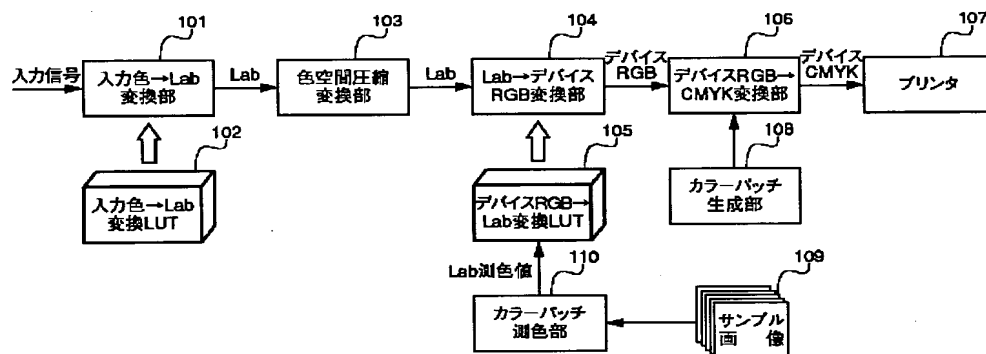 101
103
104
106
107
入力信号
入力色→Lab
変換部
Lab
色空間圧縮
変換部
Lab
Lab→デバイス
RGB変換部
デバイス
RGB
デバイスRGB→
CMYK変換部
デバイス
CMYK
プリンタ
102
入力色→Lab
変換LUT
105
デバイスRGB→
Lab変換LUT
108
カラーパッチ
生成部
Lab測色値
110
カラーパッチ
測色部
109
サンプル
画像